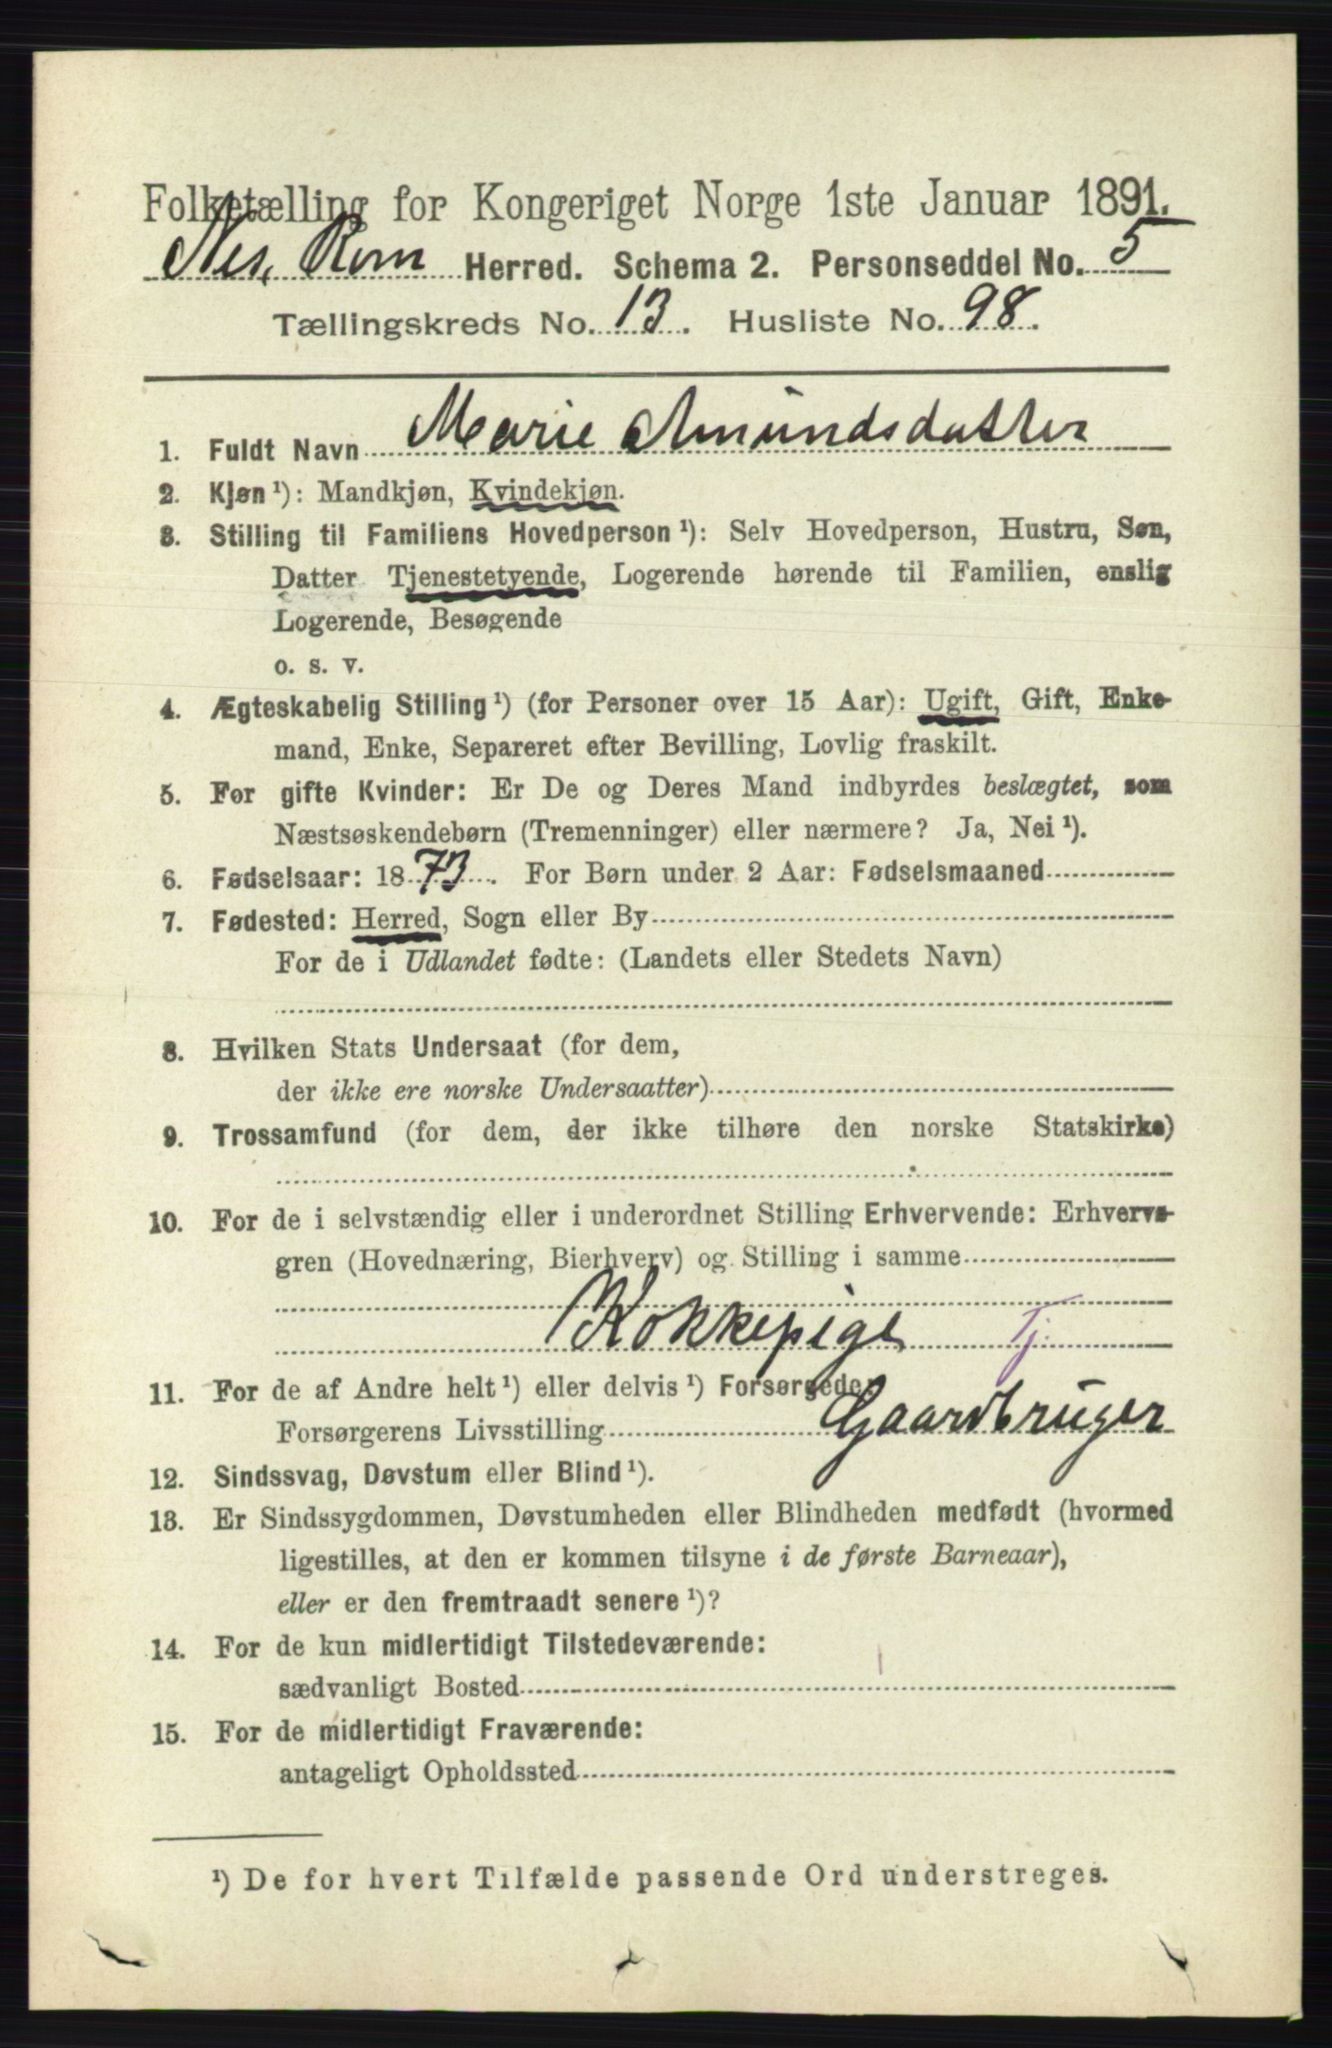 Folketælling for Kongeriget Norge 1ste Januar 1891.
Nes, Rom Herred. Schema 2. Personseddel No. 5
Tællingskreds No. 13. Husliste No. 98.
1. Fuldt Navn Marie Amundsdatter
2. Kjøn¹): Mandkjøn, Kvindekjøn.
3. Stilling til Familiens Hovedperson¹): Selv Hovedperson, Hustru, Søn,
Datter Tjenestetyende, Logerende hørende til Familien, enslig
Logerende, Besøgende
o. s. v.
4. Ægteskabelig Stilling¹) (for Personer over 15 Aar): Ugift, Gift, Enke-
mand, Enke, Separeret efter Bevilling, Lovlig fraskilt.
5. For gifte Kvinder: Er De og Deres Mand indbyrdes beslægtet, som
Næstsøskendebørn (Tremenninger) eller nærmere? Ja, Nei¹).
6. Fødselsaar: 1873. For Børn under 2 Aar: Fødselsmaaned
7. Fødested: Herred, Sogn eller By
For de i Udlandet fødte: (Landets eller Stedets Navn)
8. Hvilken Stats Undersaat (for dem,
der ikke ere norske Undersaatter)
9. Trossamfund (for dem, der ikke tilhøre den norske Statskirke)
10. For de i selvstændig eller i underordnet Stilling Erhvervende: Erhvervs-
gren (Hovednæring, Bierhverv) og Stilling i samme
Kokkepige Tj.
11. For de af Andre helt¹) eller delvis¹) Forsørgede:
Forsørgerens Livsstilling Gaardbruger
12. Sindssvag, Døvstum eller Blind¹).
13. Er Sindssygdommen, Døvstumheden eller Blindheden medfødt (hvormed
ligestilles, at den er kommen tilsyne i de første Barneaar),
eller er den fremtraadt senere¹)?
14. For de kun midlertidigt Tilstedeværende:
sædvanligt Bosted
15. For de midlertidigt Fraværende:
antageligt Opholdssted
¹) De for hvert Tilfælde passende Ord understreges.